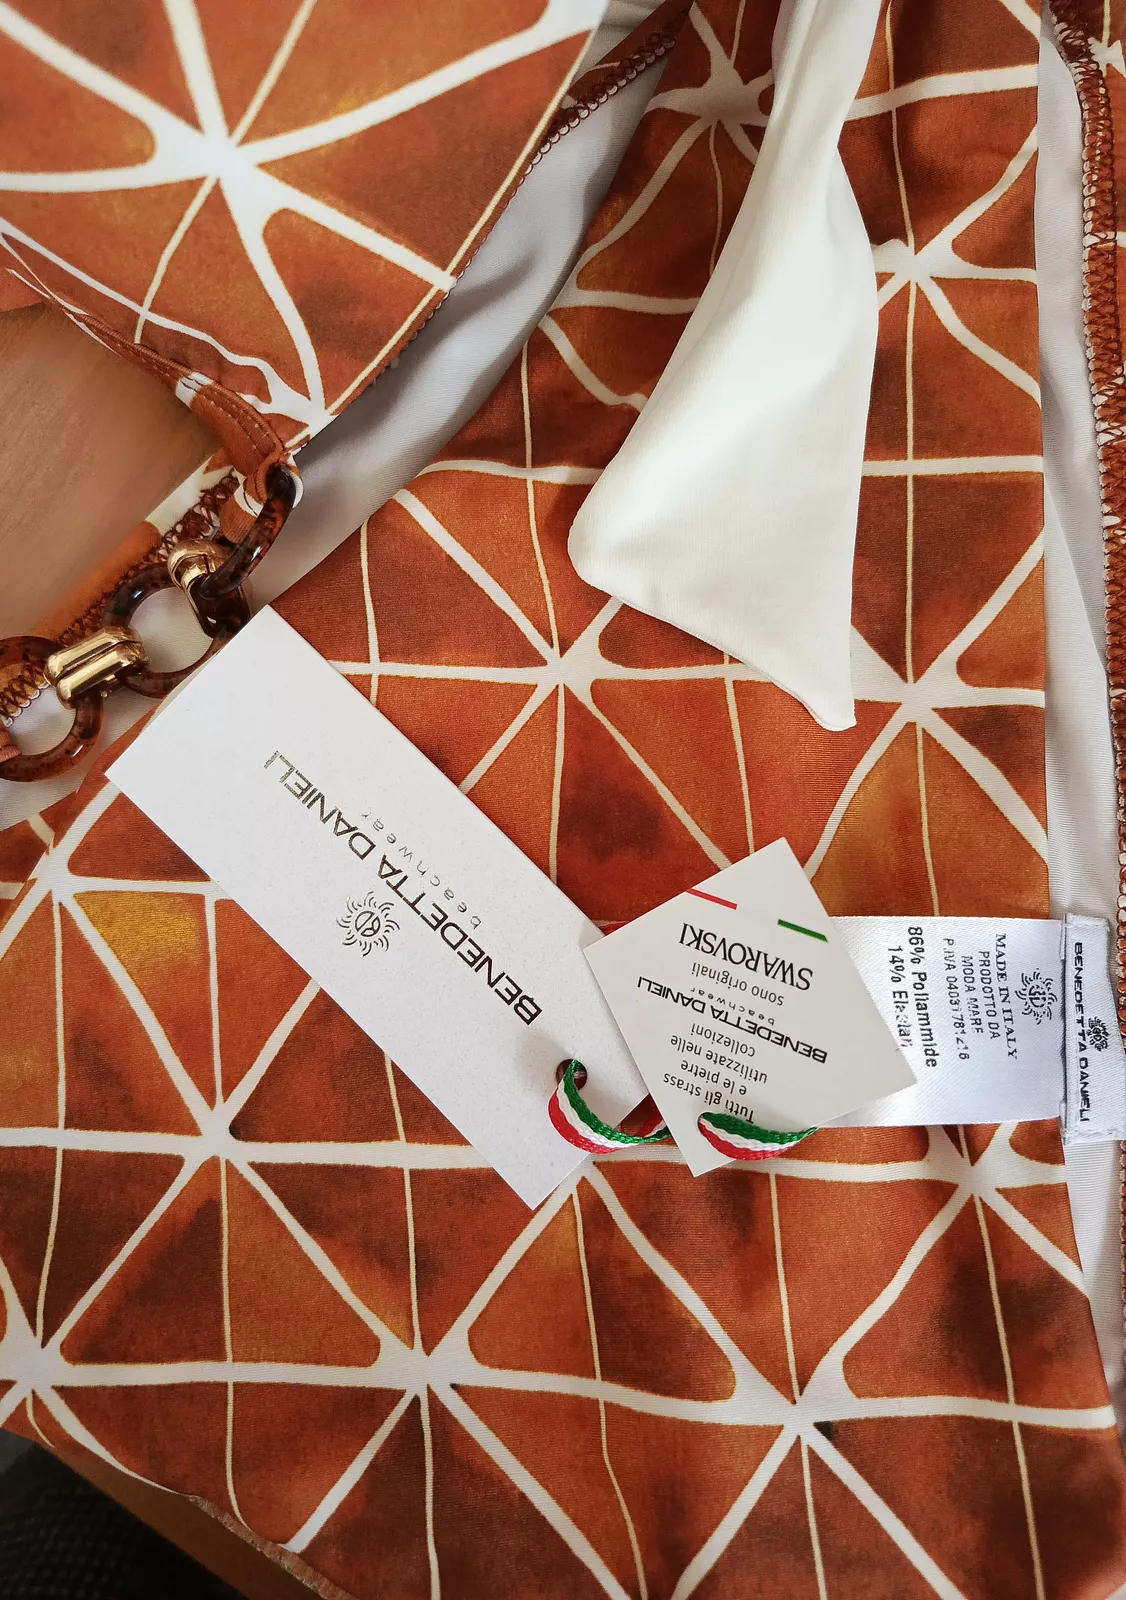 BENEDETTA DANIELI
beachwear
Tutti gli strass
e le pietre
utilizzate nelle
collezioni
BENEDETTA DANIELI
beachwear
sono originali
SWAROVSKI
MADE IN ITALY
PRODOTTO DA
MODA MARE
P.IVA
86% Poliammide
14%
BENEDETTA DANIELI